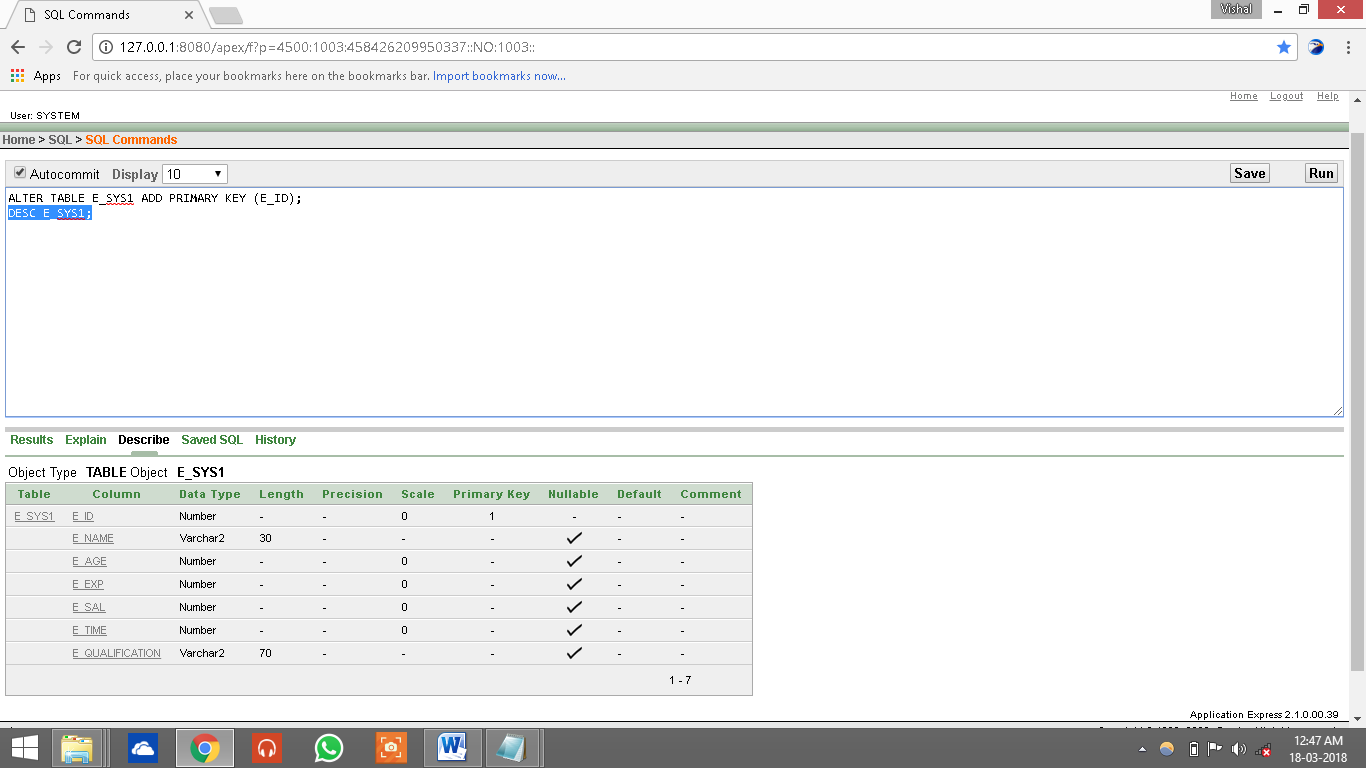 SQL Commands
Vishal
127.0.0.1:8080/apex/f?p=4500:1003:458426209950337::NO:1003::
Apps For quick access, place your bookmarks here on the bookmarks bar. Import bookmarks now...
Home Logout Help
User: SYSTEM
Home > SQL > SQL Commands
Autocommit Display 10 Save Run
ALTER TABLE E_SYS1 ADD PRIMARY KEY (E_ID);
DESC E_SYS1;
Results Explain Describe Saved SQL History
Object Type TABLE Object E_SYS1
Table Column Data Type Length Precision Scale Primary Key Nullable Default Comment
E_SYS1 E_ID Number - - 0 1 - - -
E_NAME Varchar2 30 - - - ✓ - -
E_AGE Number - - 0 - ✓ - -
E_EXP Number - - 0 - ✓ - -
E_SAL Number - - 0 - ✓ - -
E_TIME Number - - 0 - ✓ - -
E_QUALIFICATION Varchar2 70 - - - ✓ - -
1 - 7
Application Express 2.1.0.00.39
12:47 AM
18-03-2018